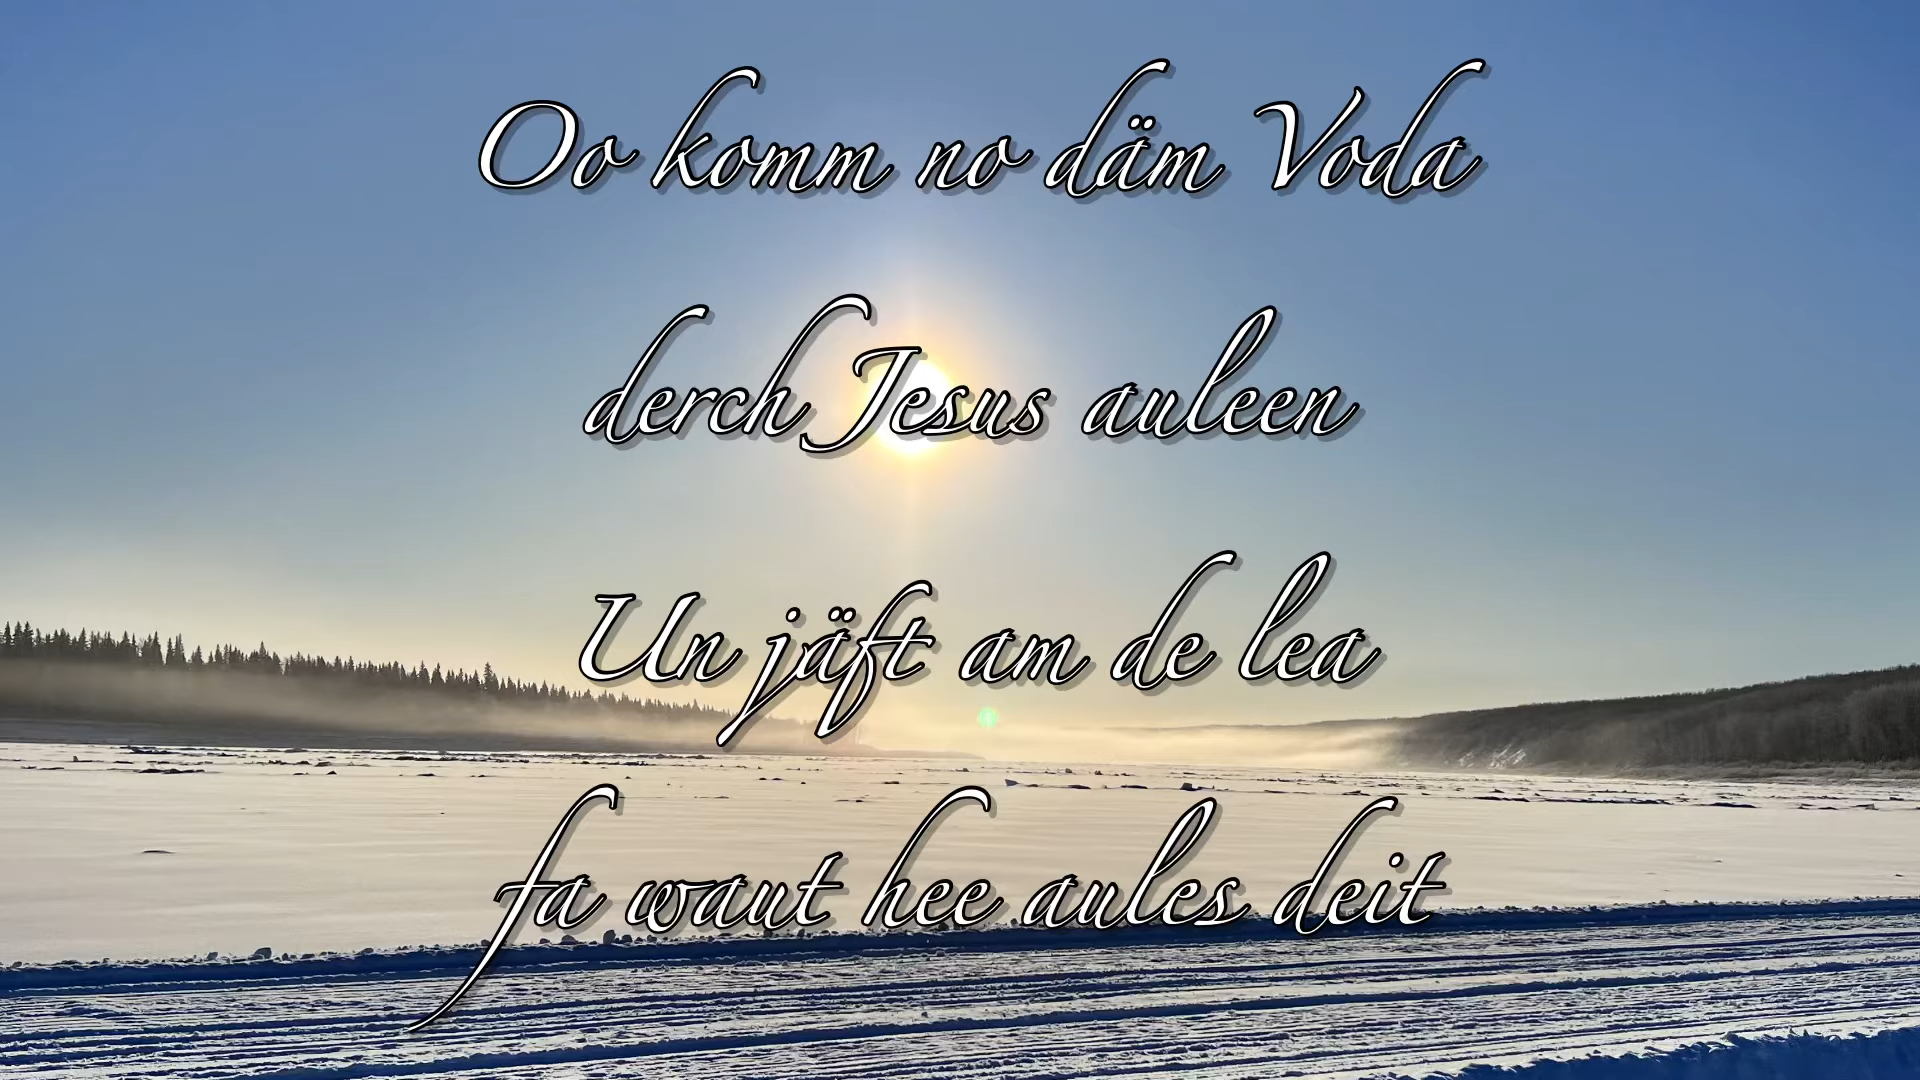 Oo komm no däm Voda
derch Jesus auleen
Un jäft am de lea
fa waut hee aules deit